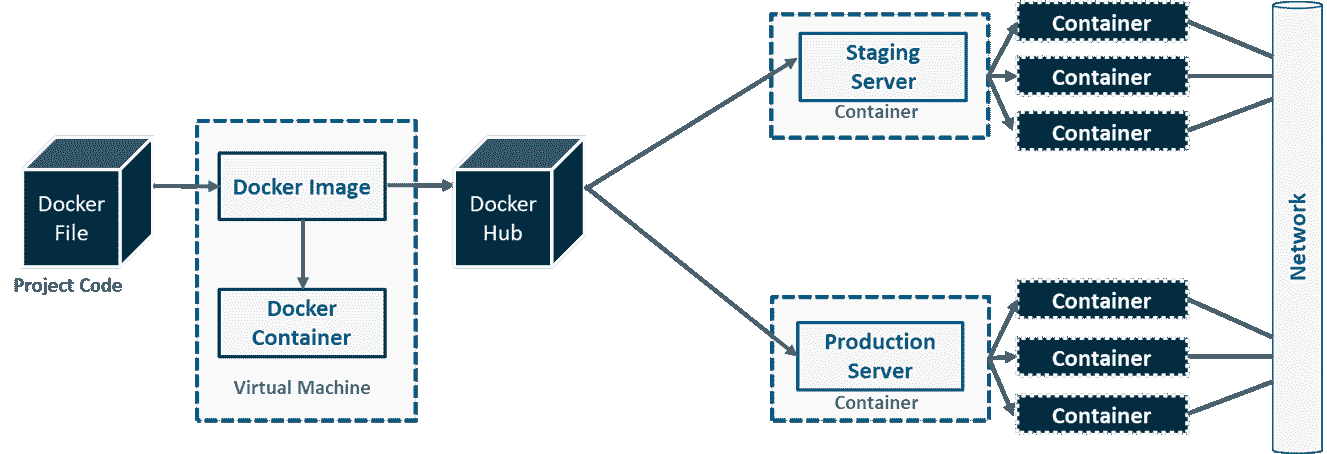 Docker
File
Project Code
Docker Image
Docker
Container
Virtual Machine
Docker
Hub
Staging
Server
Container
Container
Container
Container
Production
Server
Container
Container
Container
Container
Network